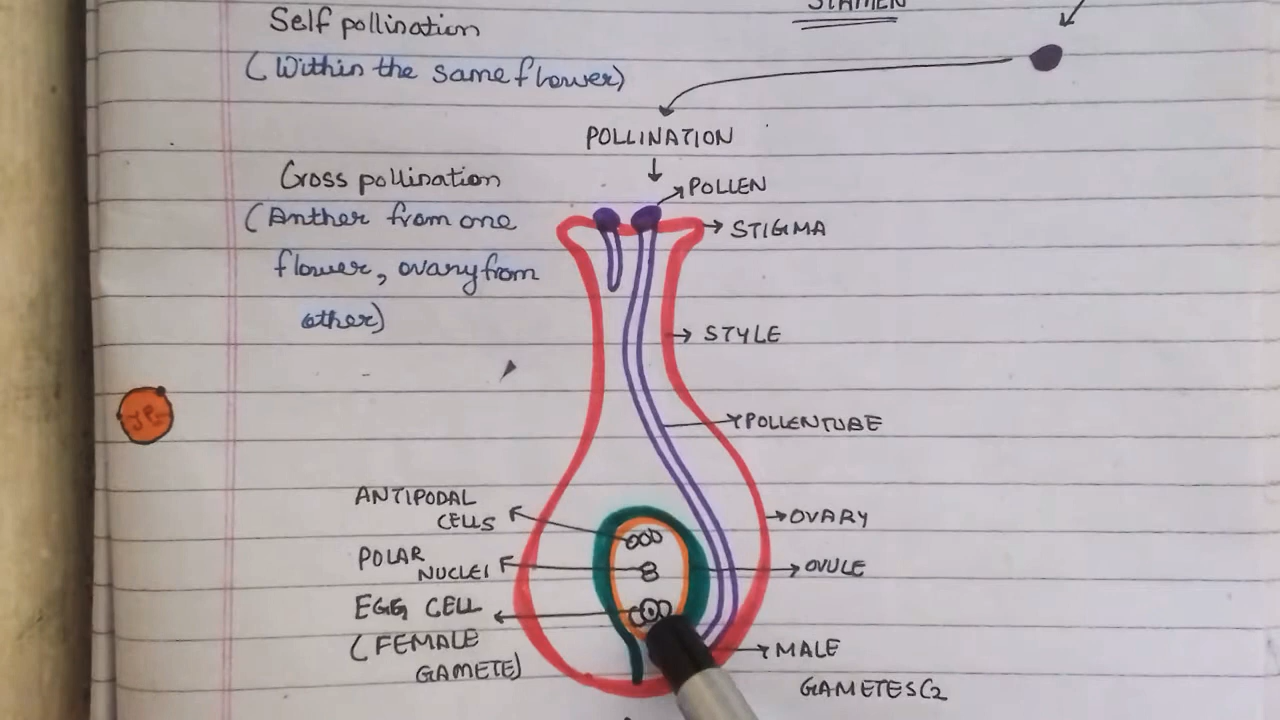 STAMEN
Self pollination
(Within the same flower)
POLLINATION
Cross pollination
(Anther from one
flower, ovary from
other)
POLLEN
STIGMA
STYLE
POLLENTUBE
ANTIPODAL
CELLS
OVARY
POLAR
NUCLEI
OVULE
EGG CELL
(FEMALE
GAMETE)
MALE
GAMETES(2